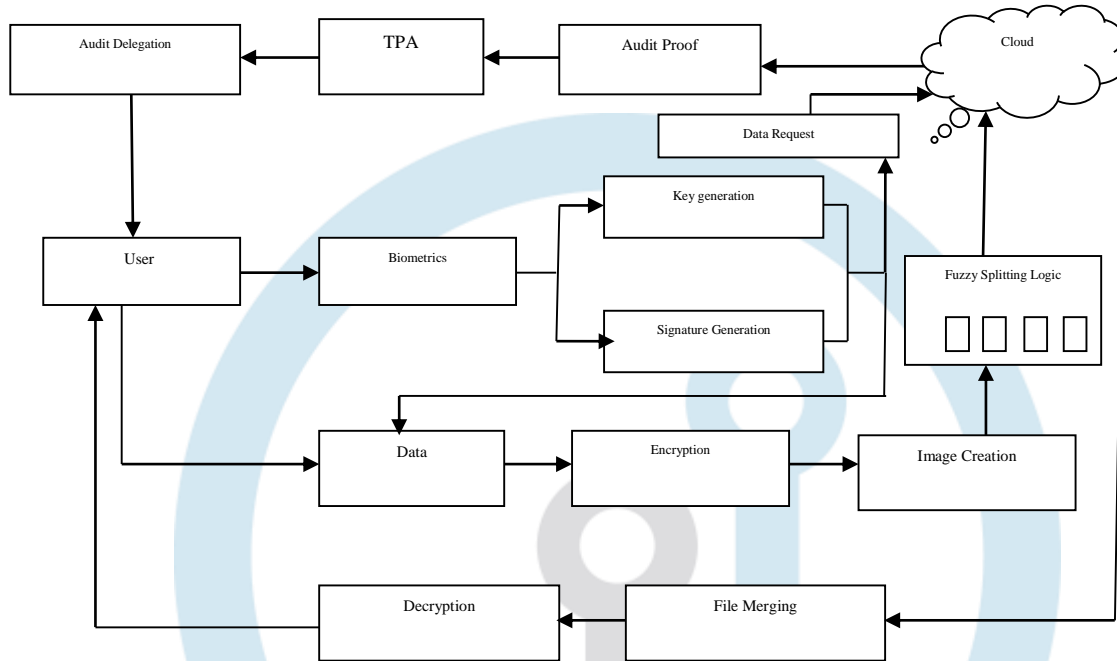 Audit Delegation
TPA
Audit Proof
Cloud
Data Request
Key generation
User
Biometrics
Fuzzy Splitting Logic
Signature Generation
Data
Encryption
Image Creation
Decryption
File Merging